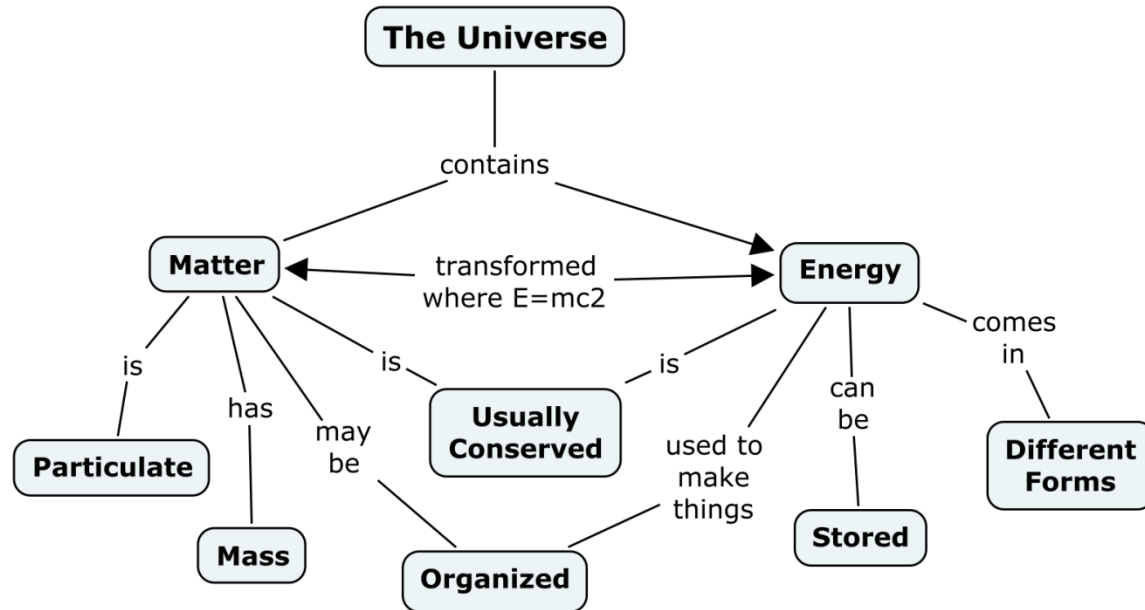 The Universe
contains
Matter
transformed
where E=mc2
Energy
is
has
may
be
is
is
used to
make
things
can
be
comes
in
Particulate
Mass
Usually
Conserved
Organized
Stored
Different
Forms